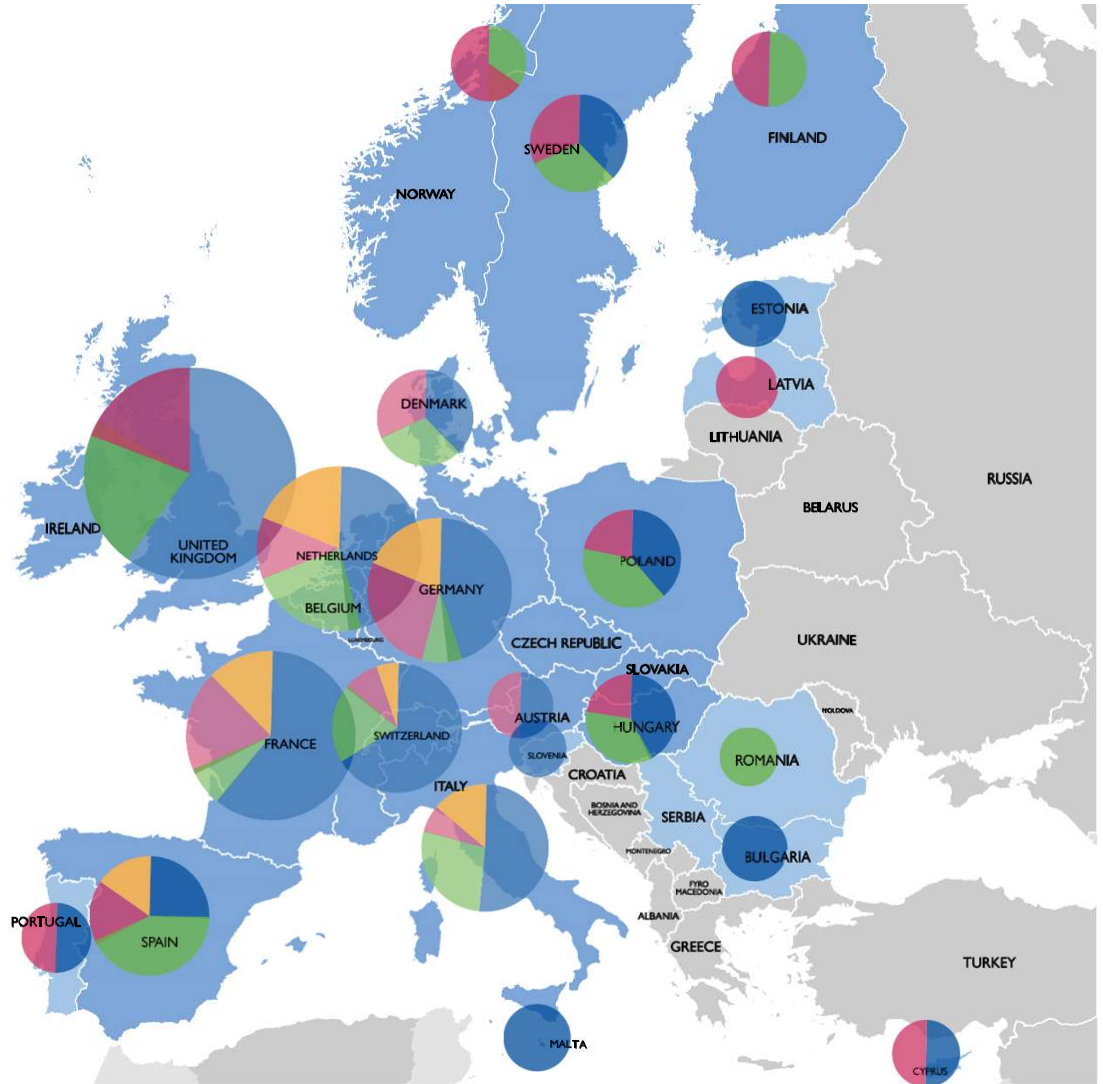 SWEDEN
FINLAND
NORWAY
ESTONIA
LATVIA
DENMARK
LITHUANIA
RUSSIA
BELARUS
IRELAND
UNITED
KINGDOM
NETHERLANDS
POLAND
GERMANY
BELGIUM
LUXEMBOURG
CZECH REPUBLIC
UKRAINE
SLOVAKIA
MOLDOVA
AUSTRIA
HUNGARY
FRANCE
SWITZERLAND
SLOVENIA
ROMANIA
CROATIA
ITALY
BOSNIA AND
HERZEGOVINA
SERBIA
MONTENEGRO
BULGARIA
FYRO
MACEDONIA
ALBANIA
PORTUGAL
SPAIN
GREECE
TURKEY
MALTA
CYPRUS